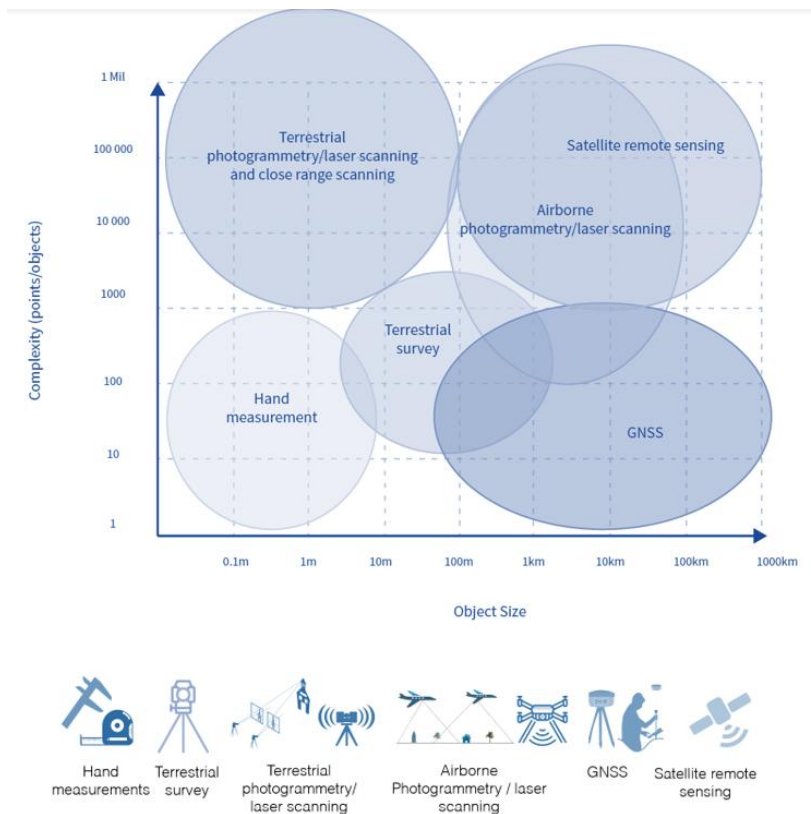 1 Mil
100 000
10 000
1000
100
10
1
Complexity (points/objects)
Terrestrial
photogrammetry/laser scanning
and close range scanning
Satellite remote sensing
Airborne
photogrammetry/laser scanning
Terrestrial
survey
Hand
measurement
GNSS
0.1m 1m 10m 100m 1km 10km 100km 1000km
Object Size
Hand
measurements
Terrestrial
survey
Terrestrial
photogrammetry/
laser scanning
Airborne
Photogrammetry / laser
scanning
GNSS
Satellite remote
sensing